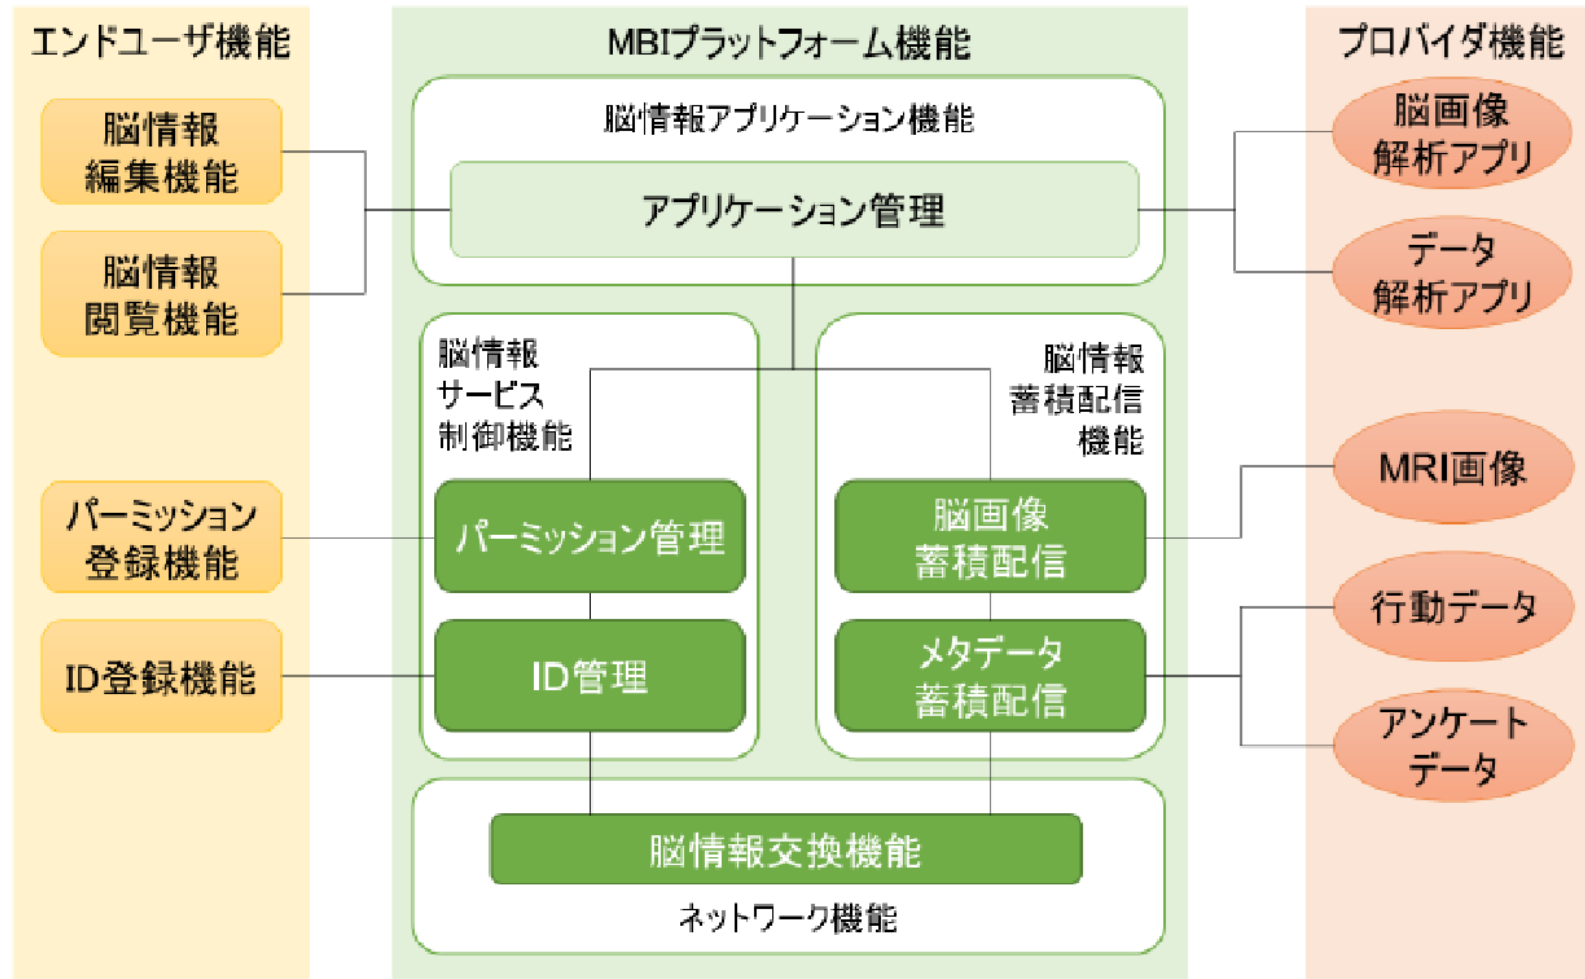 エンドユーザ機能
脳情報
編集機能
脳情報
閲覧機能
パーミッション
登録機能
ID登録機能
MBIプラットフォーム機能
脳情報アプリケーション機能
アプリケーション管理
脳情報
サービス
制御機能
パーミッション管理
ID管理
脳情報
蓄積配信
機能
脳画像
蓄積配信
メタデータ
蓄積配信
脳情報交換機能
ネットワーク機能
プロバイダ機能
脳画像
解析アプリ
データ
解析アプリ
MRI画像
行動データ
アンケート
データ